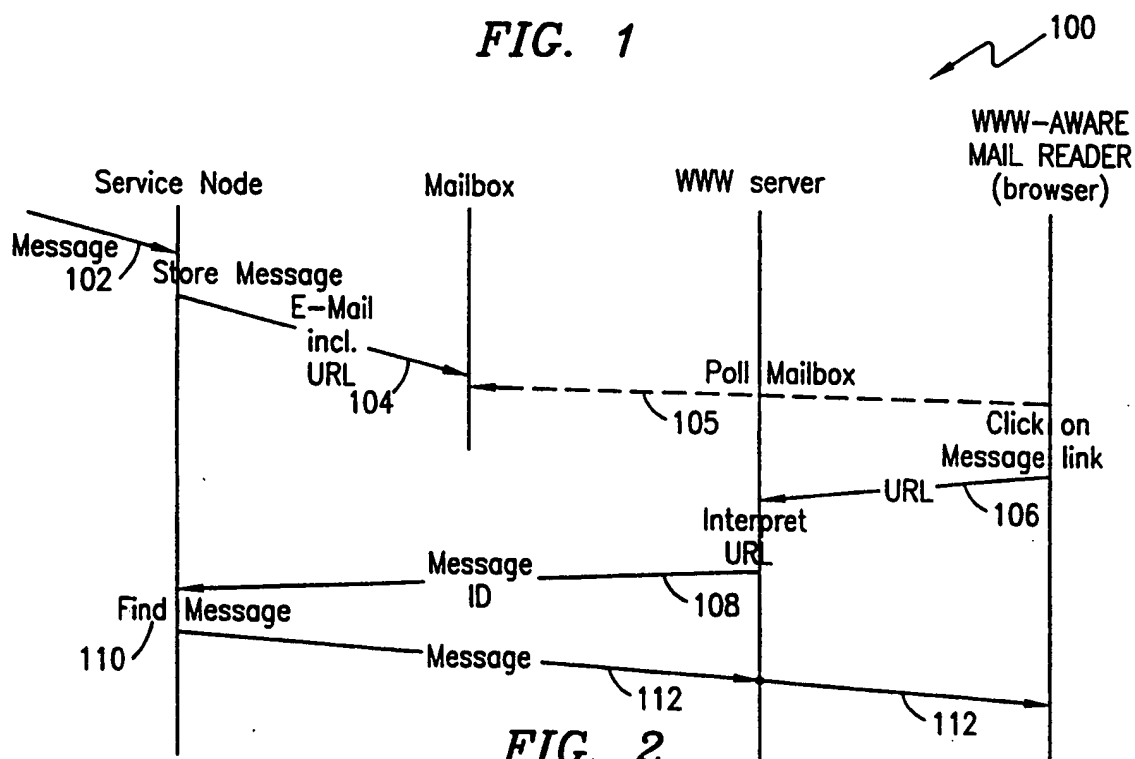 FIG. 1
100
WWW-AWARE
MAIL READER
(browser)
Service Node
Mailbox
WWW server
Message
102
Store Message
E-Mail
incl.
URL
104
Poll Mailbox
105
Click on
Message link
URL
106
Interpret
URL
Message
ID
108
Find Message
110
Message
112
112
FIG. 2